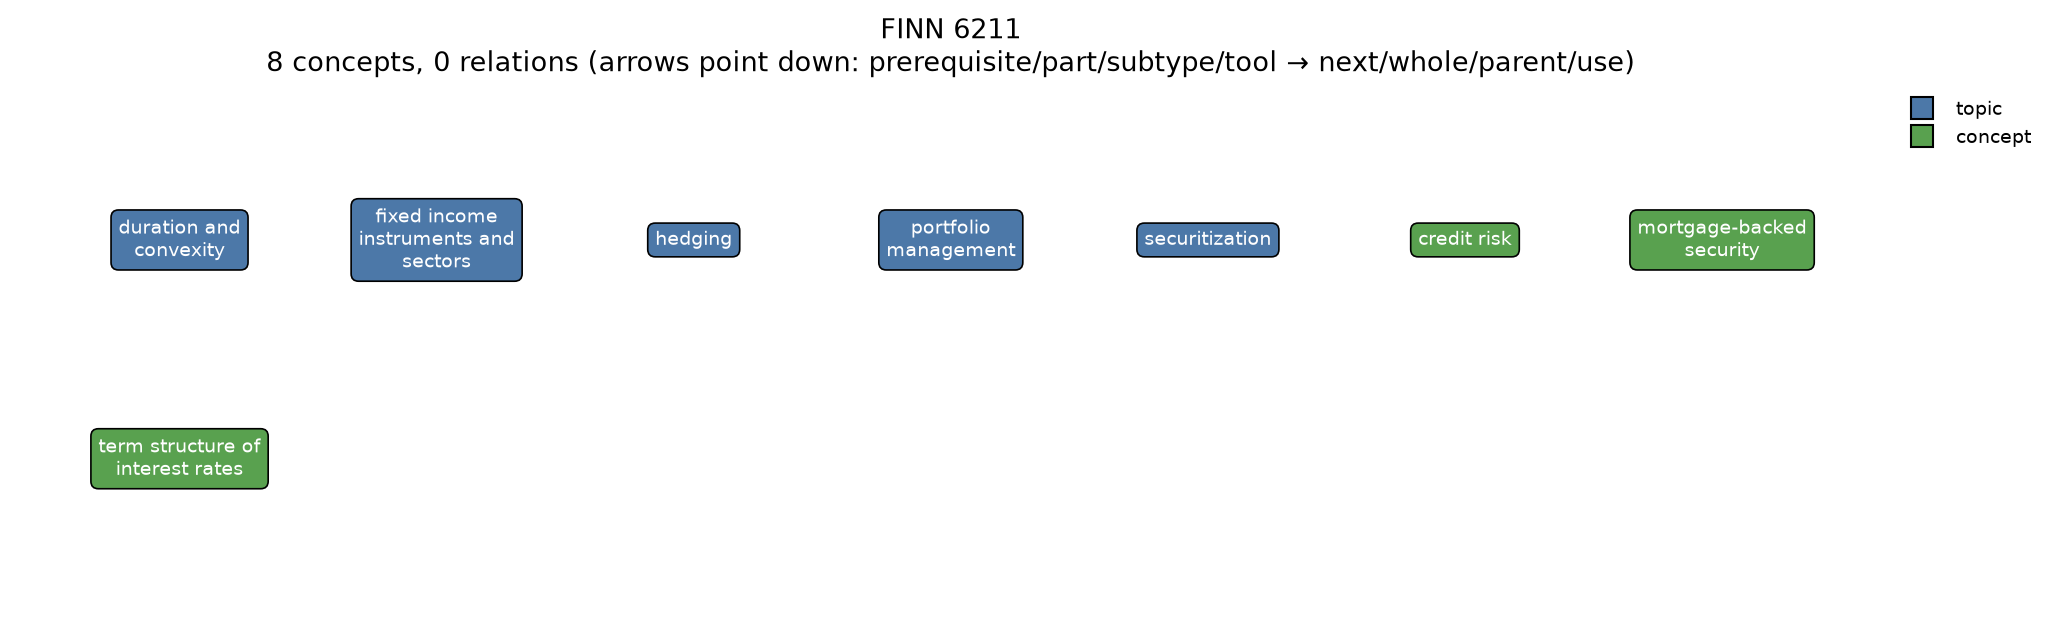 FINN 6211
8 concepts, 0 relations (arrows point down: prerequisite/part/subtype/tool → next/whole/parent/use)
topic
concept
duration and
convexity
fixed income
instruments and
sectors
hedging
portfolio
management
securitization
credit risk
mortgage-backed
security
term structure of
interest rates